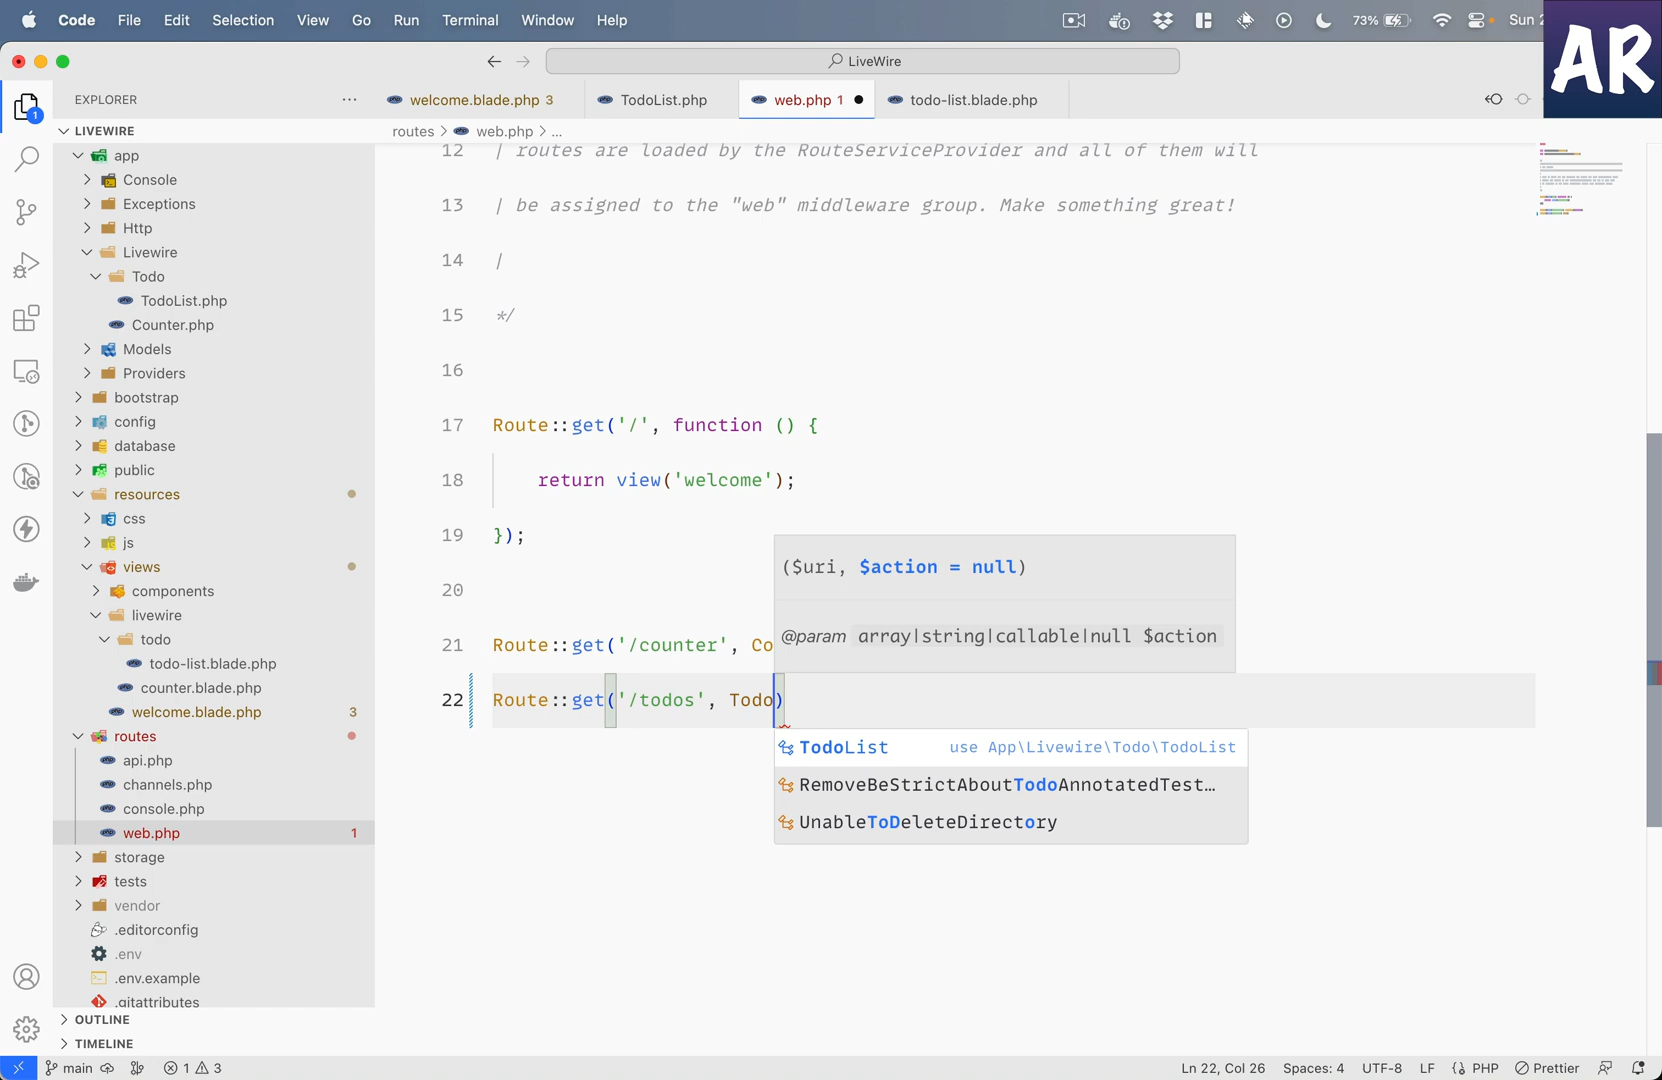 Code File Edit Selection View Go Run Terminal Window Help
73%
Sun 2
AR
LiveWire
EXPLORER
welcome.blade.php 3
TodoList.php
web.php 1
todo-list.blade.php
LIVEWIRE
routes > web.php > ...
app
Console
Exceptions
Http
Livewire
Todo
TodoList.php
Counter.php
Models
Providers
bootstrap
config
database
public
resources
css
js
views
components
livewire
todo
todo-list.blade.php
counter.blade.php
welcome.blade.php 3
routes
api.php
channels.php
console.php
web.php 1
storage
tests
vendor
.editorconfig
.env
.env.example
.gitattributes
OUTLINE
TIMELINE
12 | routes are loaded by the RouteServiceProvider and all of them will
13 | be assigned to the "web" middleware group. Make something great!
14 |
15 */
16
17 Route::get('/', function () {
18 return view('welcome');
19 });
20
21 Route::get('/counter', Co
22 Route::get('/todos', Todo)
($uri, $action = null)
@param array|string|callable|null $action
TodoList use App\Livewire\Todo\TodoList
RemoveBeStrictAboutTodoAnnotatedTest...
UnableToDeleteDirectory
1
main
1 3
Ln 22, Col 26
Spaces: 4
UTF-8
LF
PHP
Prettier